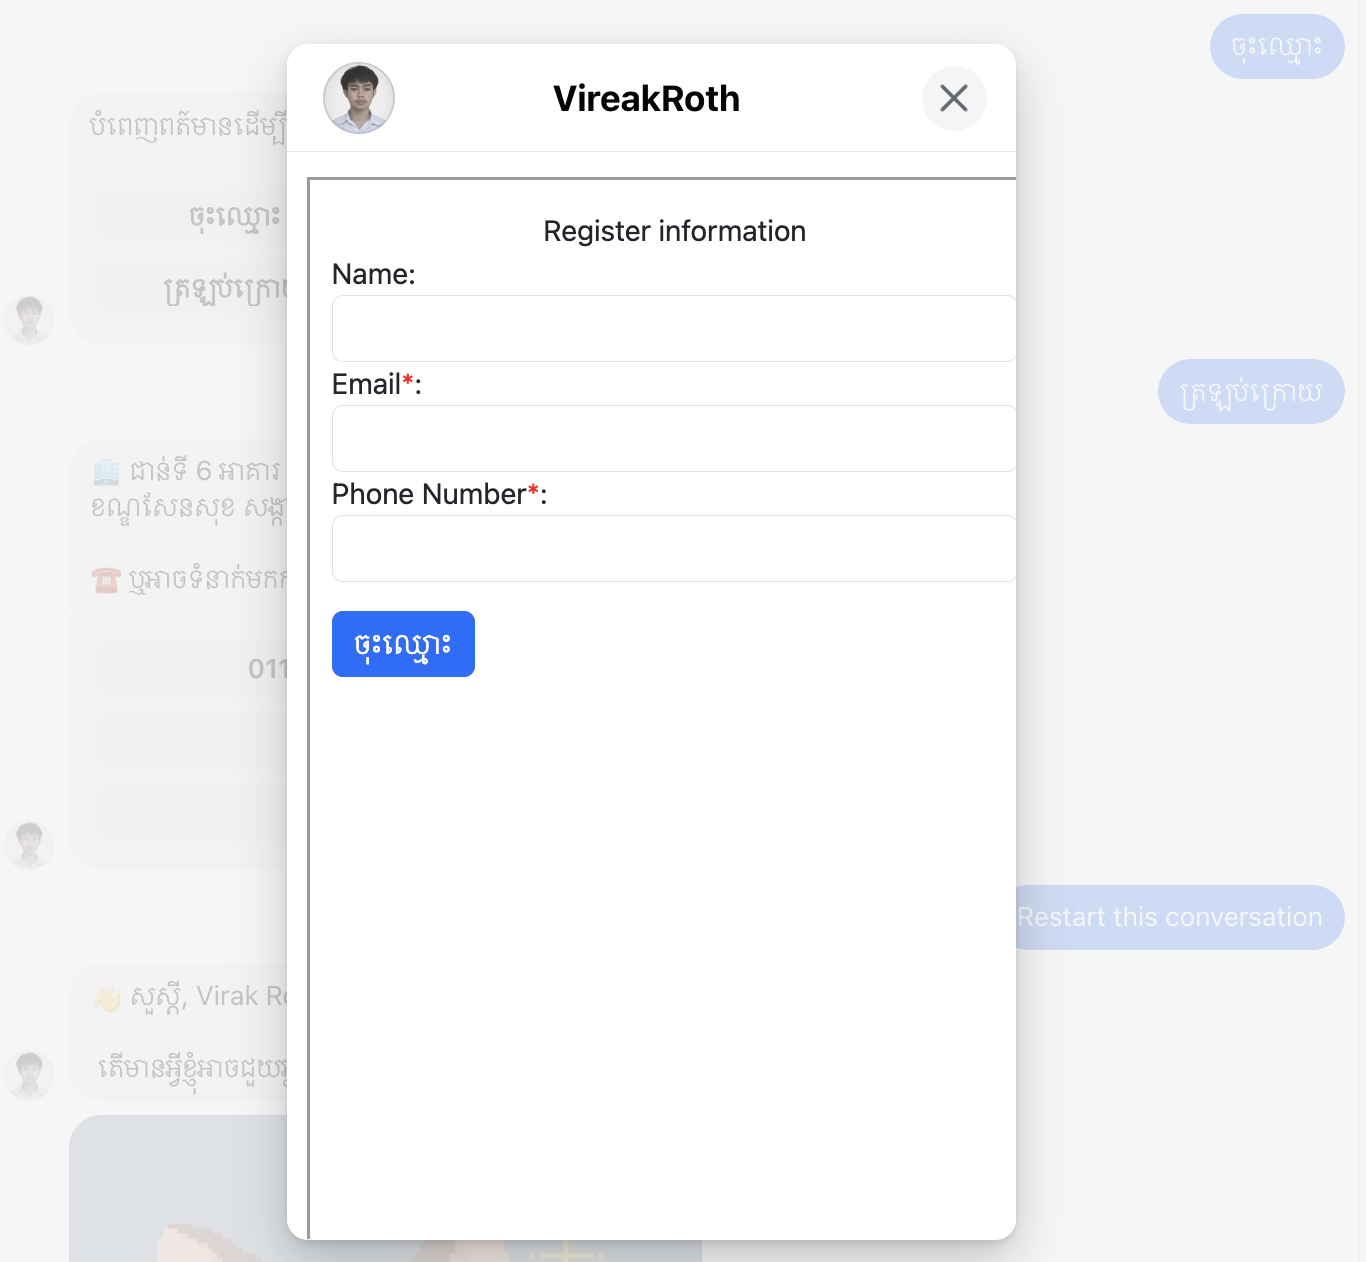 ចុះឈ្មោះ
បំពេញពត៌មានដើម្បី
ចុះឈ្មោះ
ត្រឡប់ក្រោយ
ត្រឡប់ក្រោយ
🏢 ជាន់ទី 6 អាគារ
ខណ្ឌសែនសុខ
☎️ ឬអាចទំនាក់មក
011
Restart this conversation
👋 សួស្តី, Virak
តើមានអ្វីខ្ញុំអាចជួយ
VireakRoth
Register information
Name:
Email*:
Phone Number*:
ចុះឈ្មោះ